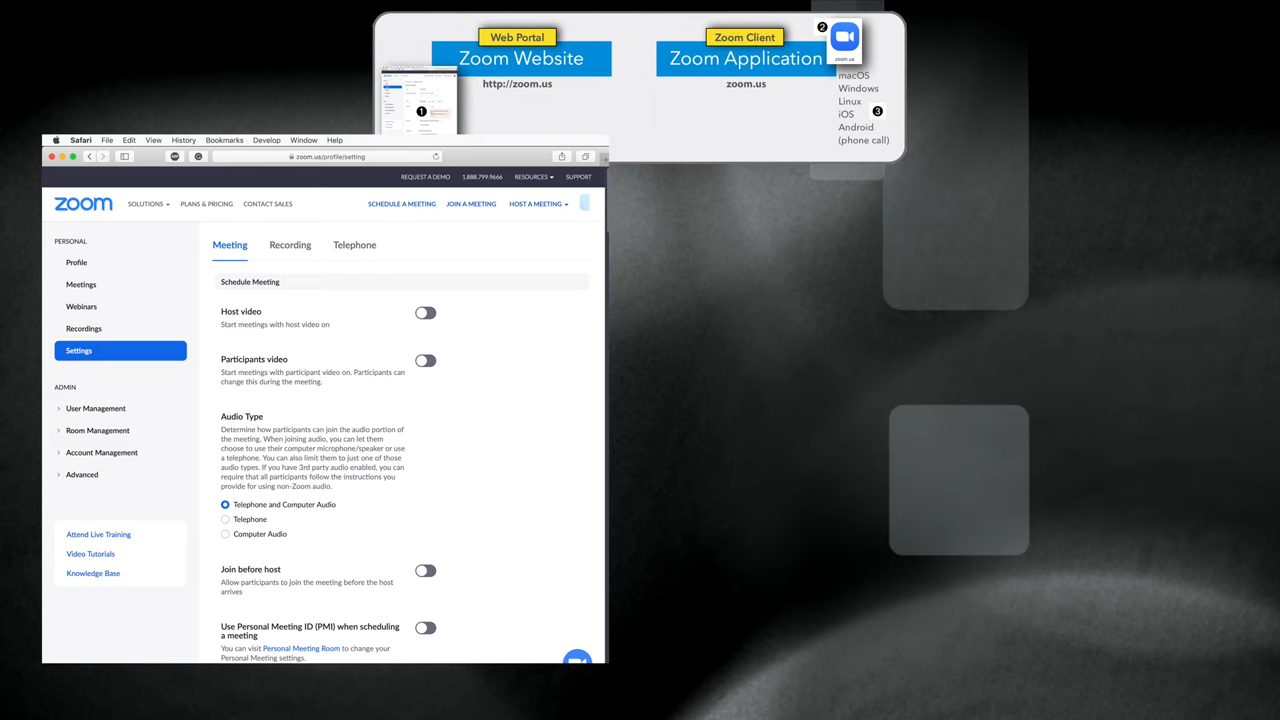 Web Portal
Zoom Website
http://zoom.us
Zoom Client
Zoom Application
zoom.us
2
zoom.us
macOS
Windows
Linux
iOS
3
Android
(phone call)
1
Safari File Edit View History Bookmarks Develop Window Help
zoom.us/profile/setting
REQUEST A DEMO 1.888.799.9666 RESOURCES SUPPORT
zoom SOLUTIONS PLANS & PRICING CONTACT SALES SCHEDULE A MEETING JOIN A MEETING HOST A MEETING
PERSONAL
Profile
Meetings
Webinars
Recordings
Settings
ADMIN
User Management
Room Management
Account Management
Advanced
Attend Live Training
Video Tutorials
Knowledge Base
Meeting Recording Telephone
Schedule Meeting
Host video
Start meetings with host video on
Participants video
Start meetings with participant video on. Participants can
change this during the meeting.
Audio Type
Determine how participants can join the audio portion of
the meeting. When joining audio, you can let them
choose to use their computer microphone/speaker or use
a telephone. You can also limit them to just one of those
audio types. If you have 3rd party audio enabled, you can
require that all participants follow the instructions you
provide for using non-Zoom audio.
Telephone and Computer Audio
Telephone
Computer Audio
Join before host
Allow participants to join the meeting before the host
arrives
Use Personal Meeting ID (PMI) when scheduling
a meeting
You can visit Personal Meeting Room to change your
Personal Meeting settings.